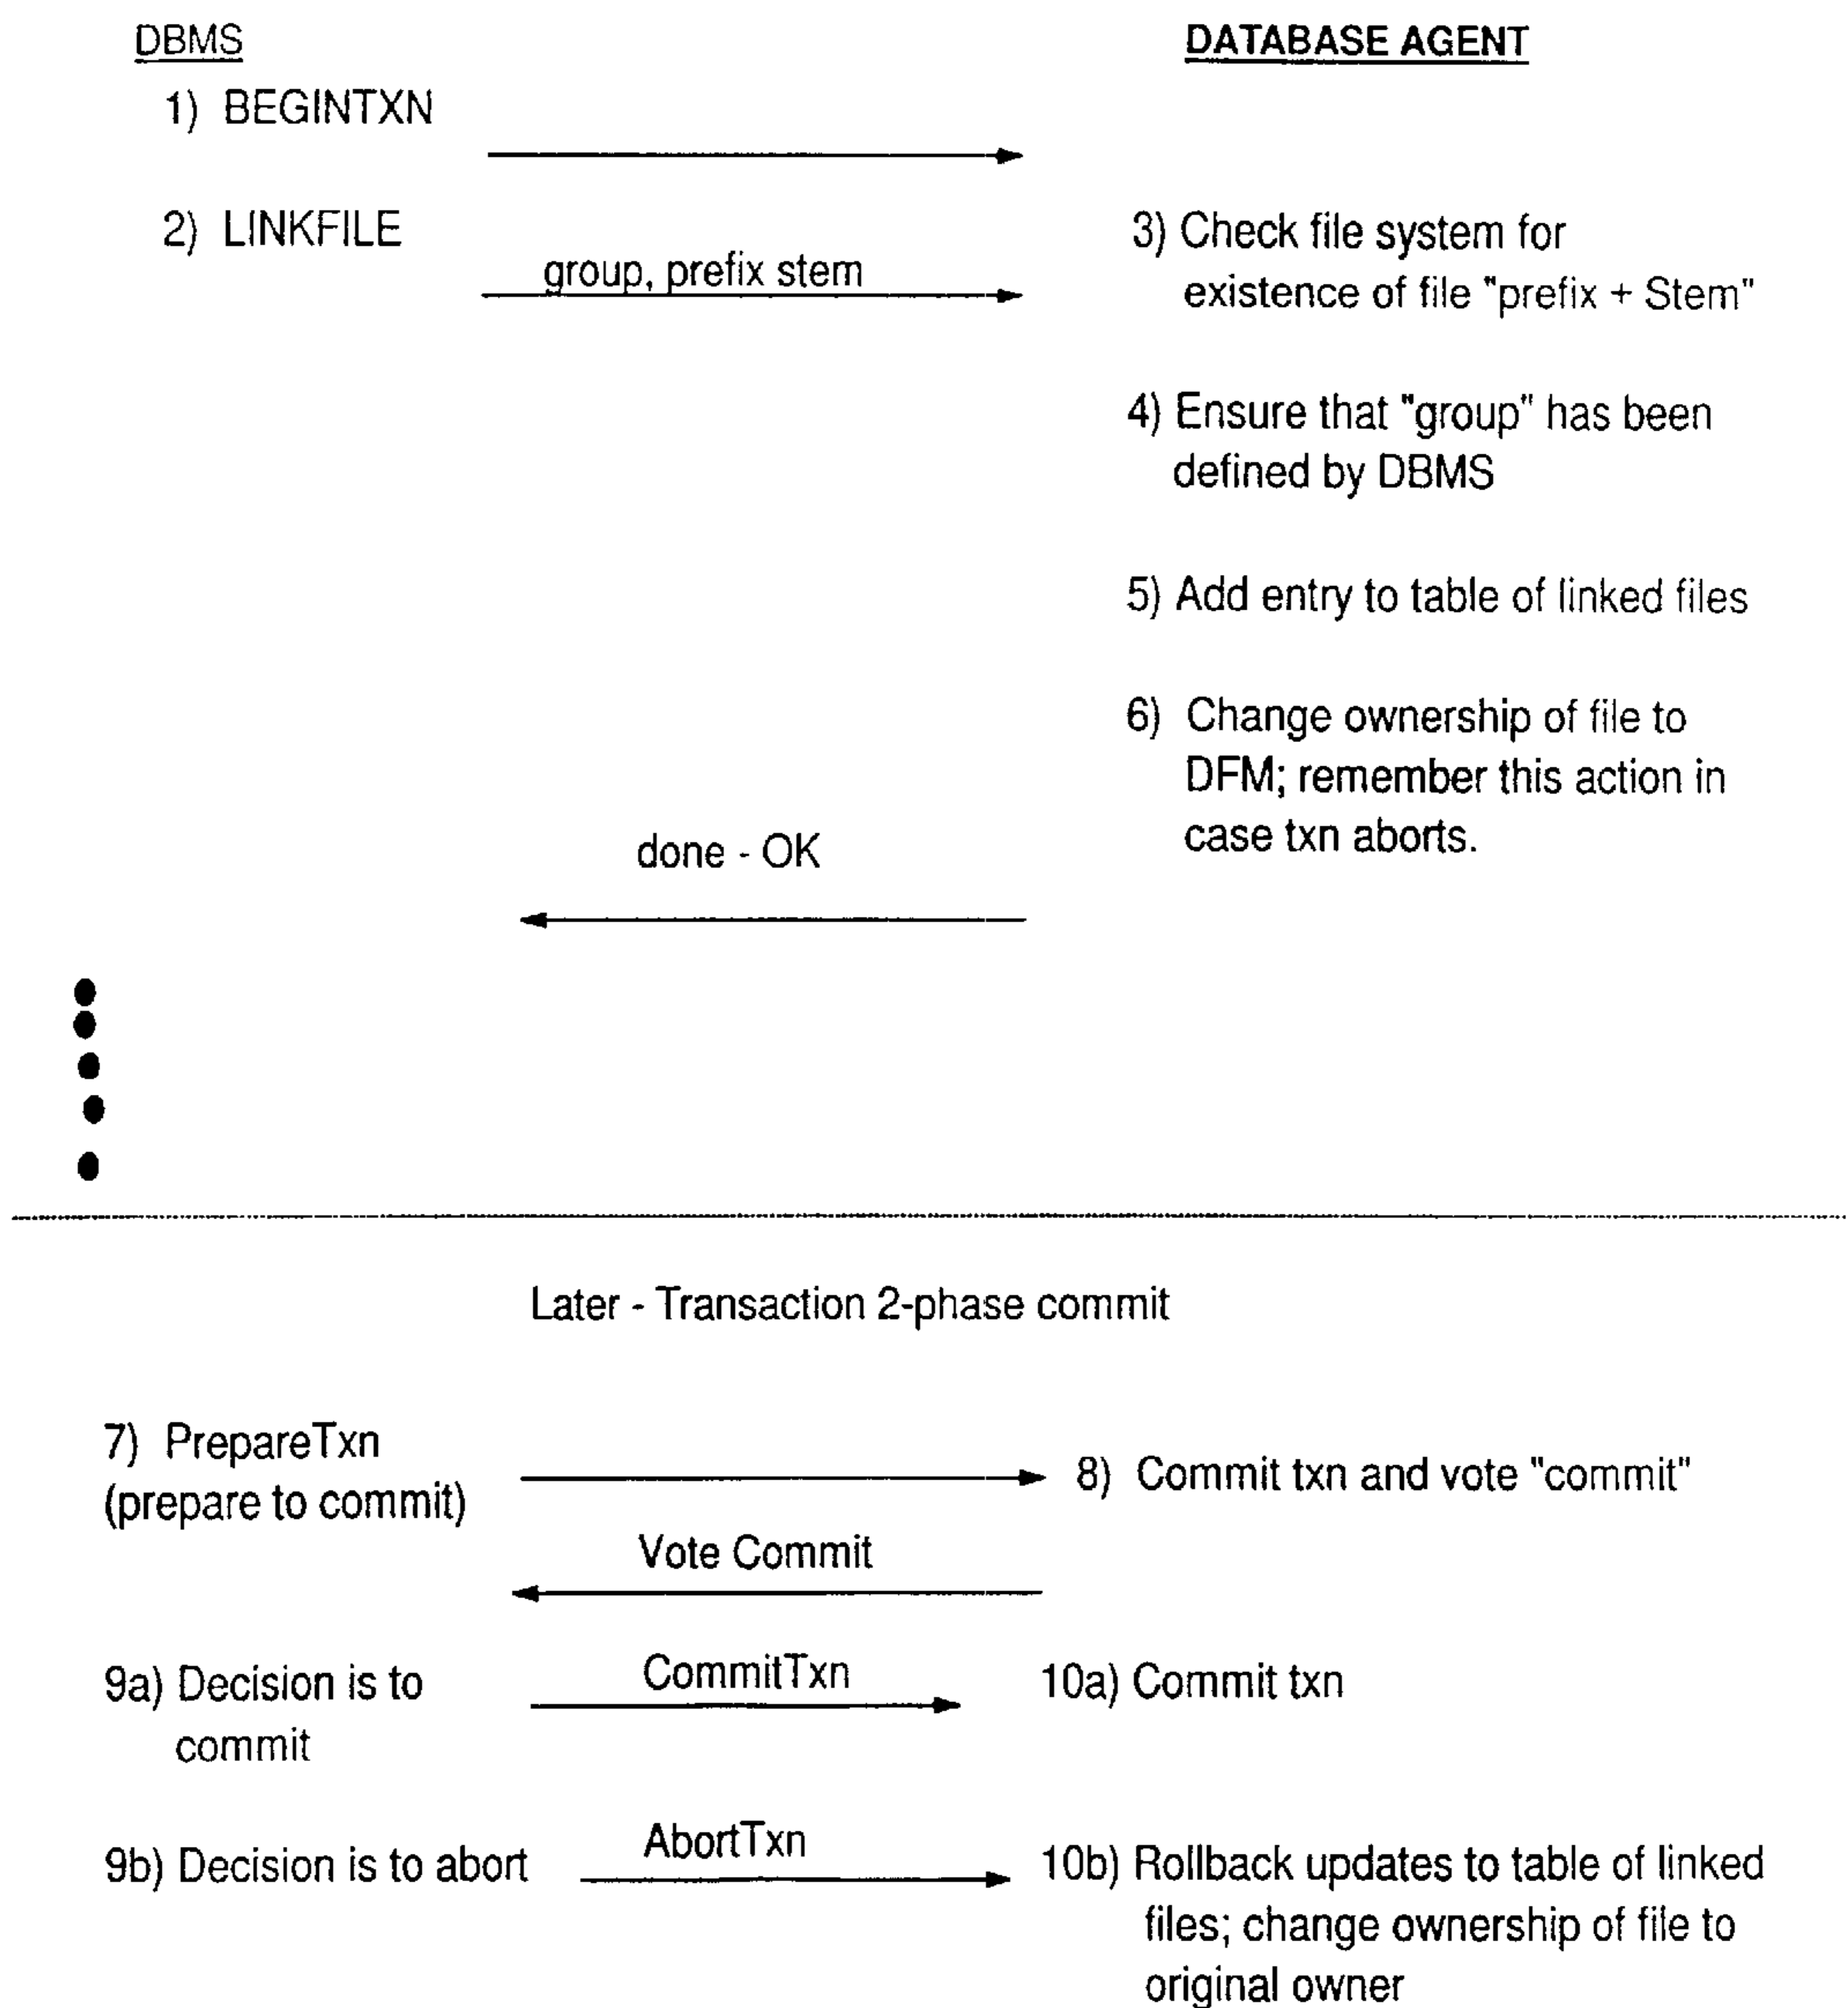 DBMS
DATABASE AGENT
1) BEGINTXN
2) LINKFILE
group, prefix stem
3) Check file system for
existence of file "prefix + Stem"
4) Ensure that "group" has been
defined by DBMS
5) Add entry to table of linked files
6) Change ownership of file to
DFM; remember this action in
case txn aborts.
done - OK
Later - Transaction 2-phase commit
7) PrepareTxn
(prepare to commit)
8) Commit txn and vote "commit"
Vote Commit
9a) Decision is to
commit
CommitTxn
10a) Commit txn
9b) Decision is to abort
AbortTxn
10b) Rollback updates to table of linked
files; change ownership of file to
original owner